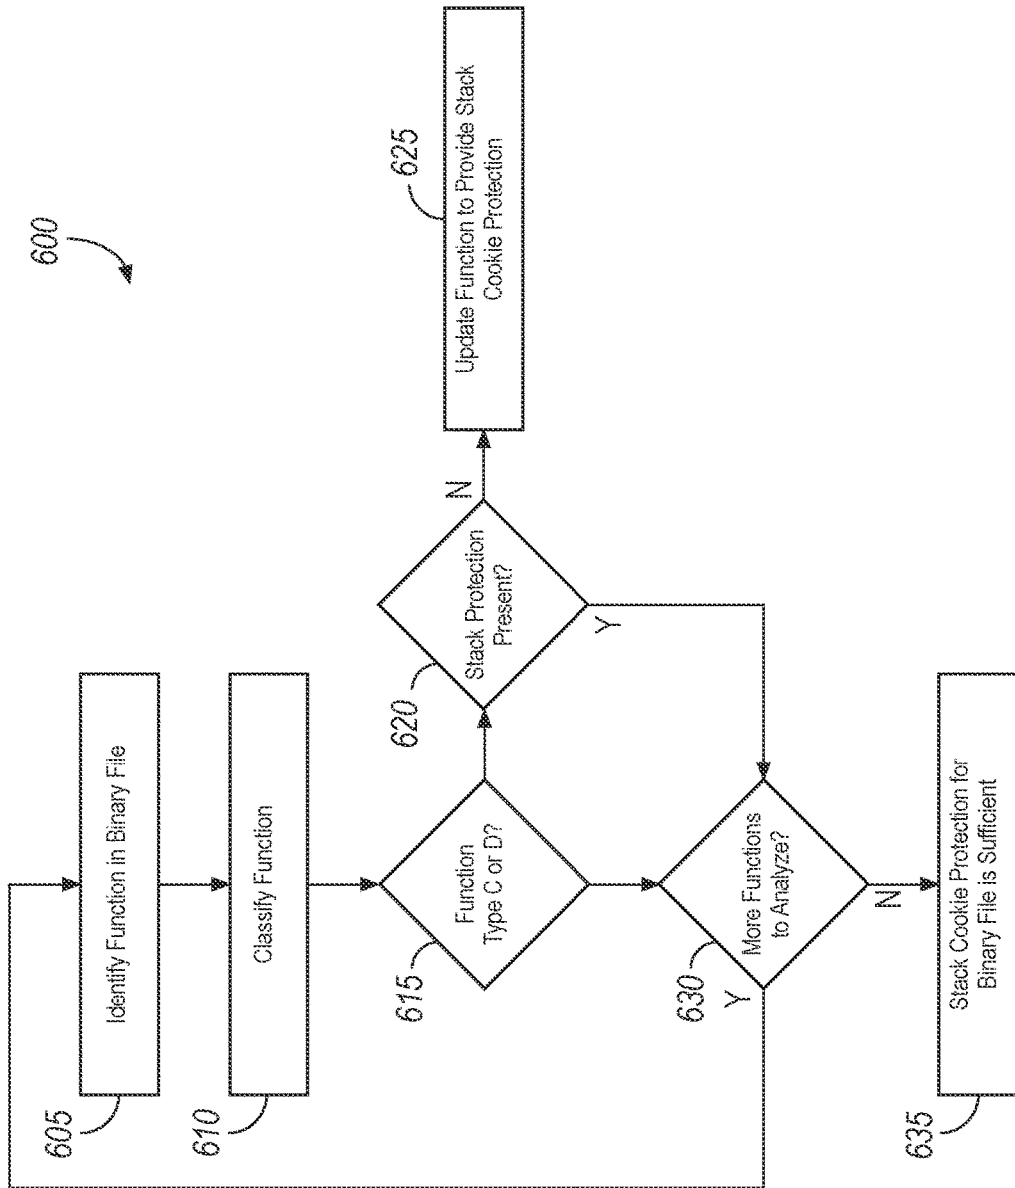 600
605
Identify Function in Binary File
610
Classify Function
615
Function
Type C or D?
620
Stack Protection
Present?
N
Y
625
Update Function to Provide Stack
Cookie Protection
630
More Functions
to Analyze?
Y
N
635
Stack Cookie Protection for
Binary File is Sufficient